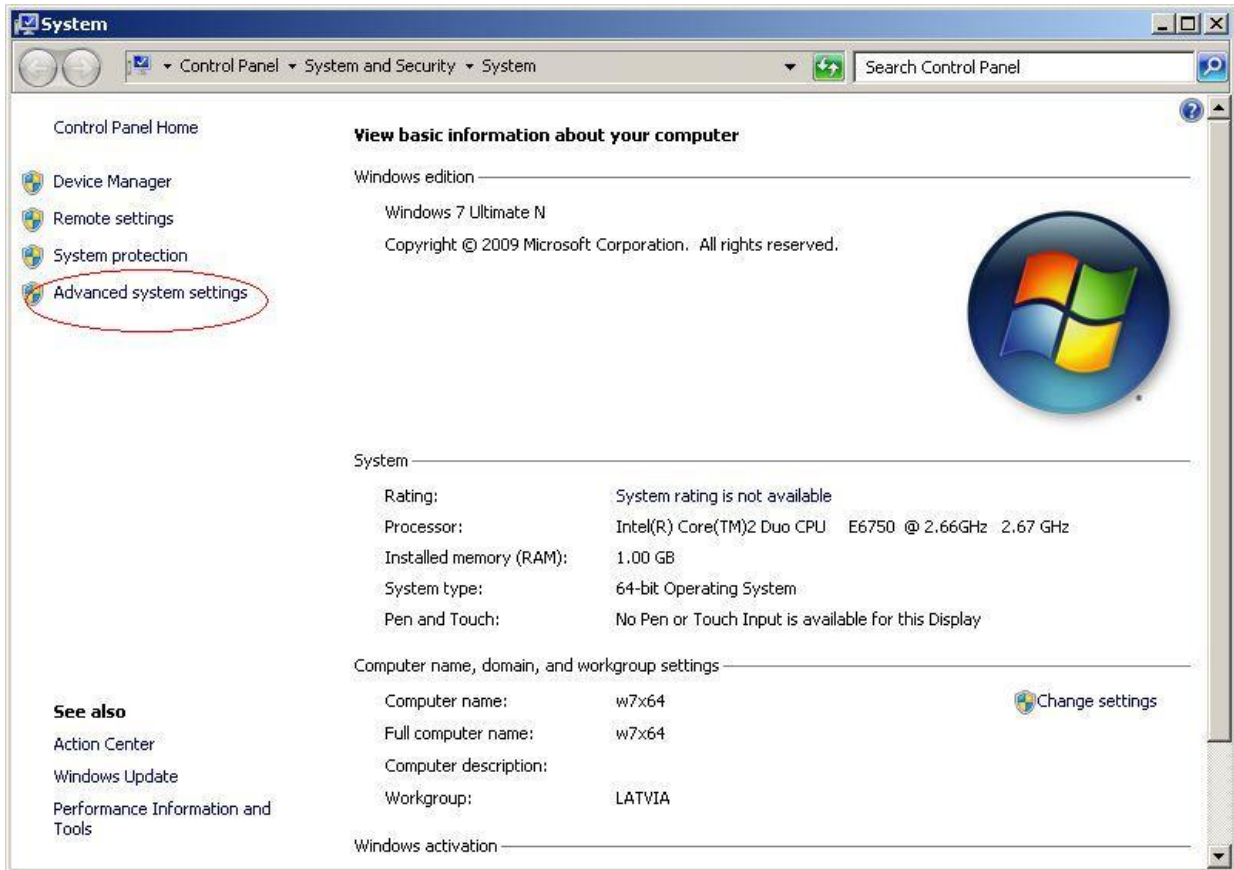 System
Control Panel System and Security System
Search Control Panel
Control Panel Home
Device Manager
Remote settings
System protection
Advanced system settings
See also
Action Center
Windows Update
Performance Information and
Tools
View basic information about your computer
Windows edition
Windows 7 Ultimate N
Copyright © 2009 Microsoft Corporation. All rights reserved.
System
Rating: System rating is not available
Processor: Intel(R) Core(TM)2 Duo CPU E6750 @ 2.66GHz 2.67 GHz
Installed memory (RAM): 1.00 GB
System type: 64-bit Operating System
Pen and Touch: No Pen or Touch Input is available for this Display
Computer name, domain, and workgroup settings
Computer name: w7x64 Change settings
Full computer name: w7x64
Computer description:
Workgroup: LATVIA
Windows activation